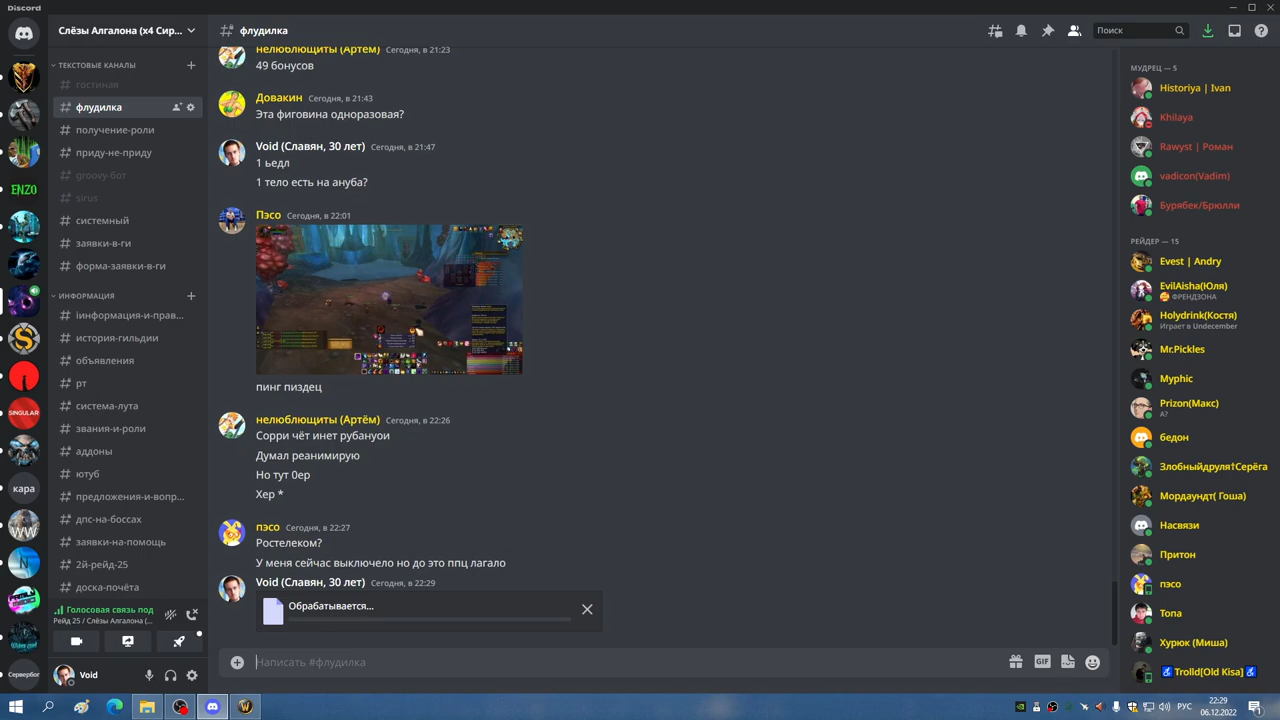 Discord
Слёзы Алгалона (x4 Сир...
флудилка
Поиск
ТЕКСТОВЫЕ КАНАЛЫ
гостиная
флудилка
получение-роли
приду-не-приду
groovy-бот
sirus
системный
заявки-в-ги
форма-заявки-в-ги
ИНФОРМАЦИЯ
информация-и-прав...
история-гильдии
объявления
рт
система-лута
звания-и-роли
аддоны
ютуб
предложения-и-вопр...
дпс-на-боссах
заявки-на-помощь
2й-рейд-25
доска-почёта
Голосовая связь под
Рейд 25 / Слёзы Алгалона (...
Void
ENZO
SINGULAR
кара
WW
N
Сервербог
нелюблющиты (Артём) Сегодня, в 21:23
49 бонусов
Довакин Сегодня, в 21:43
Эта фиговина одноразовая?
Void (Славян, 30 лет) Сегодня, в 21:47
1 ьедл
1 тело есть на ануба?
Пэсо Сегодня, в 22:01
пинг пиздец
нелюблющиты (Артём) Сегодня, в 22:26
Сорри чёт инет рубануои
Думал реанимирую
Но тут 0ер
Хер *
пэсо Сегодня, в 22:27
Ростелеком?
У меня сейчас выключело но до это ппц лагало
Void (Славян, 30 лет) Сегодня, в 22:29
Обрабатывается...
Написать #флудилка
GIF
МУДРЕЦ — 5
Historiya | Ivan
Khilaya
Rawyst | Роман
vadicon(Vadim)
Бурябек/Брюлли
РЕЙДЕР — 15
Evest | Andry
EvilAisha(Юля)
ФРЕНДЗОНА
Holydrink(Костя)
Играет в Undecember
Mr.Pickles
Myphic
Prizon(Макс)
А?
бедон
Злобныйдруля†Серёга
Мордаундт( Гоша)
Насвязи
Притон
пэсо
Топа
Хурюк (Миша)
Trolld[Old Kisa]
РУС
22:29
06.12.2022
1